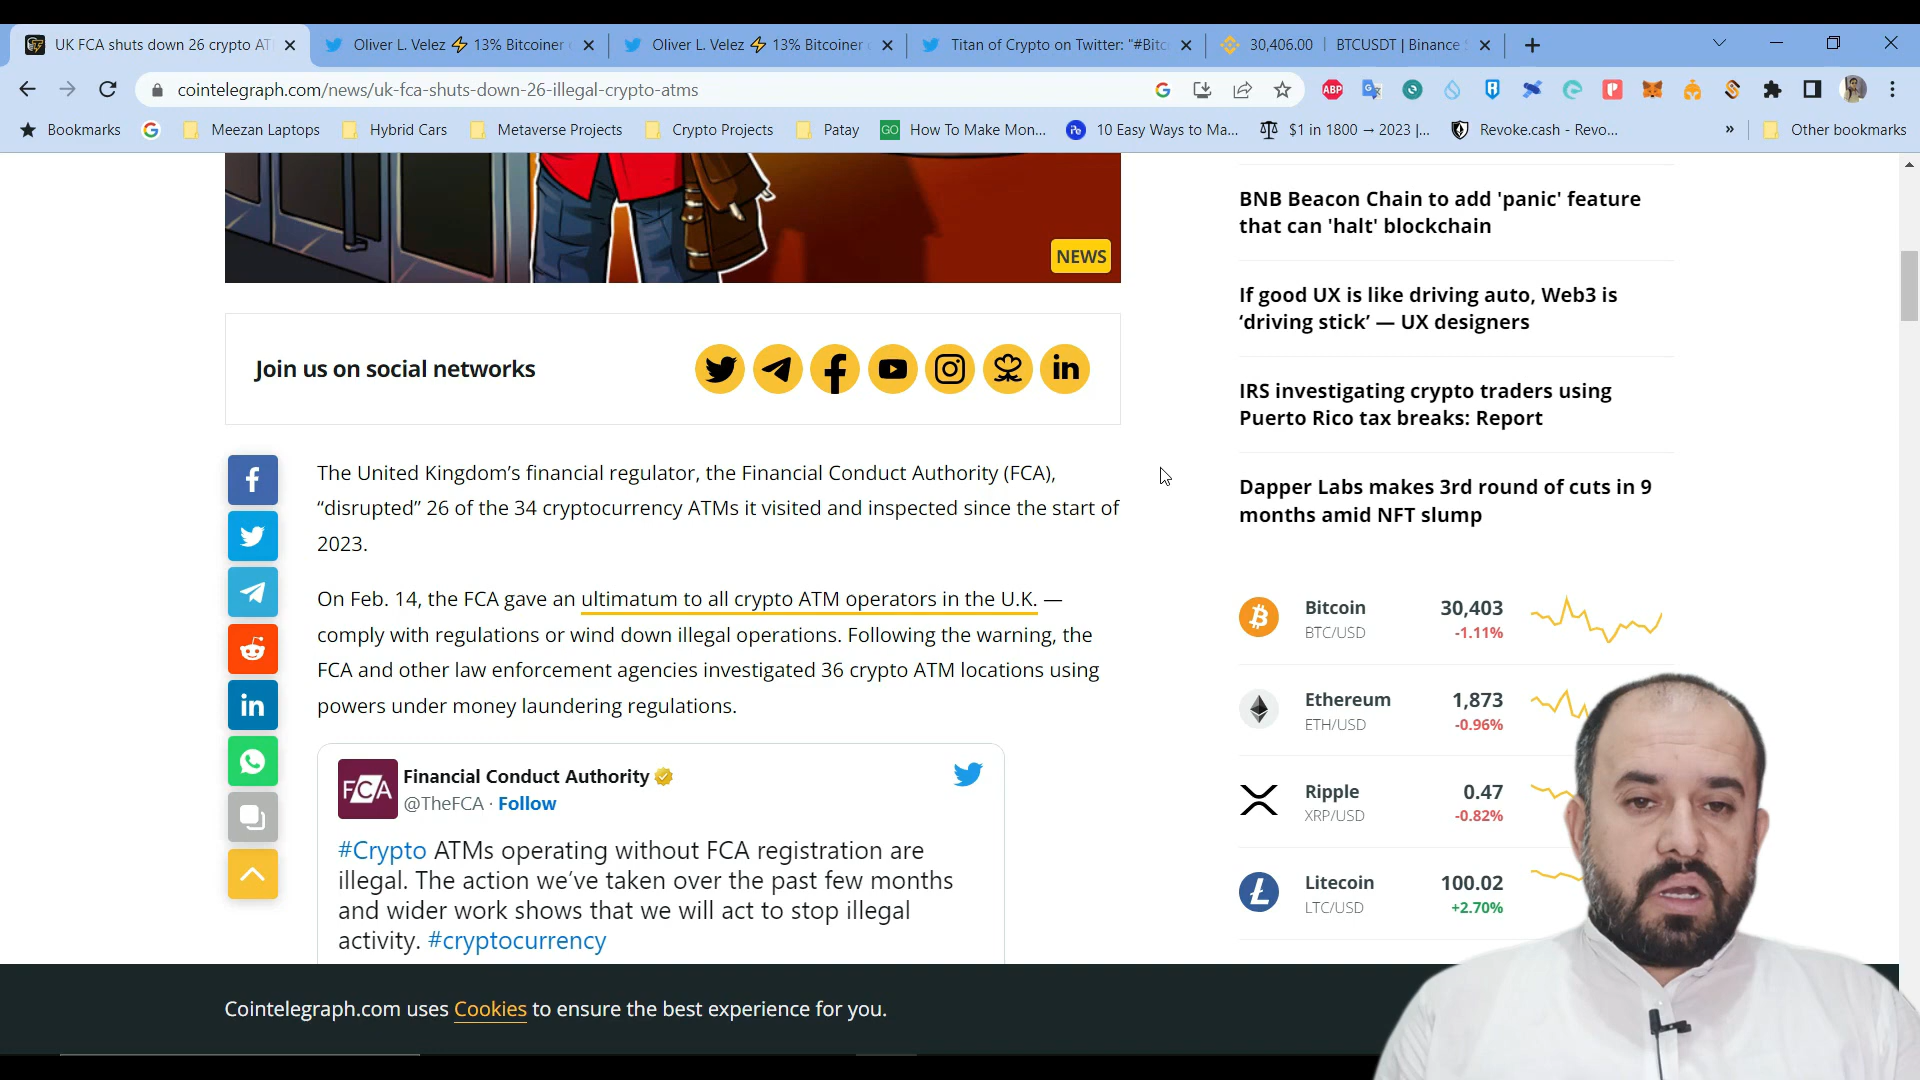 UK FCA shuts down 26 crypto AT
Oliver L. Velez ⚡ 13% Bitcoiner
Oliver L. Velez ⚡ 13% Bitcoiner
Titan of Crypto on Twitter: "#Bitc
30,406.00 | BTCUSDT | Binance
cointelegraph.com/news/uk-fca-shuts-down-26-illegal-crypto-atms
ABP
Bookmarks
Meezan Laptops
Hybrid Cars
Metaverse Projects
Crypto Projects
Patay
GO
How To Make Mon...
10 Easy Ways to Ma...
$1 in 1800 → 2023 |...
Revoke.cash - Revo...
»
Other bookmarks
NEWS
Join us on social networks
The United Kingdom’s financial regulator, the Financial Conduct Authority (FCA),
“disrupted” 26 of the 34 cryptocurrency ATMs it visited and inspected since the start of
2023.
On Feb. 14, the FCA gave an ultimatum to all crypto ATM operators in the U.K. —
comply with regulations or wind down illegal operations. Following the warning, the
FCA and other law enforcement agencies investigated 36 crypto ATM locations using
powers under money laundering regulations.
FCA
Financial Conduct Authority
@TheFCA · Follow
#Crypto ATMs operating without FCA registration are
illegal. The action we’ve taken over the past few months
and wider work shows that we will act to stop illegal
activity. #cryptocurrency
BNB Beacon Chain to add 'panic' feature
that can 'halt' blockchain
If good UX is like driving auto, Web3 is
‘driving stick’ — UX designers
IRS investigating crypto traders using
Puerto Rico tax breaks: Report
Dapper Labs makes 3rd round of cuts in 9
months amid NFT slump
Bitcoin 30,403
BTC/USD -1.11%
Ethereum 1,873
ETH/USD -0.96%
Ripple 0.47
XRP/USD -0.82%
Litecoin 100.02
LTC/USD +2.70%
Cointelegraph.com uses Cookies to ensure the best experience for you.